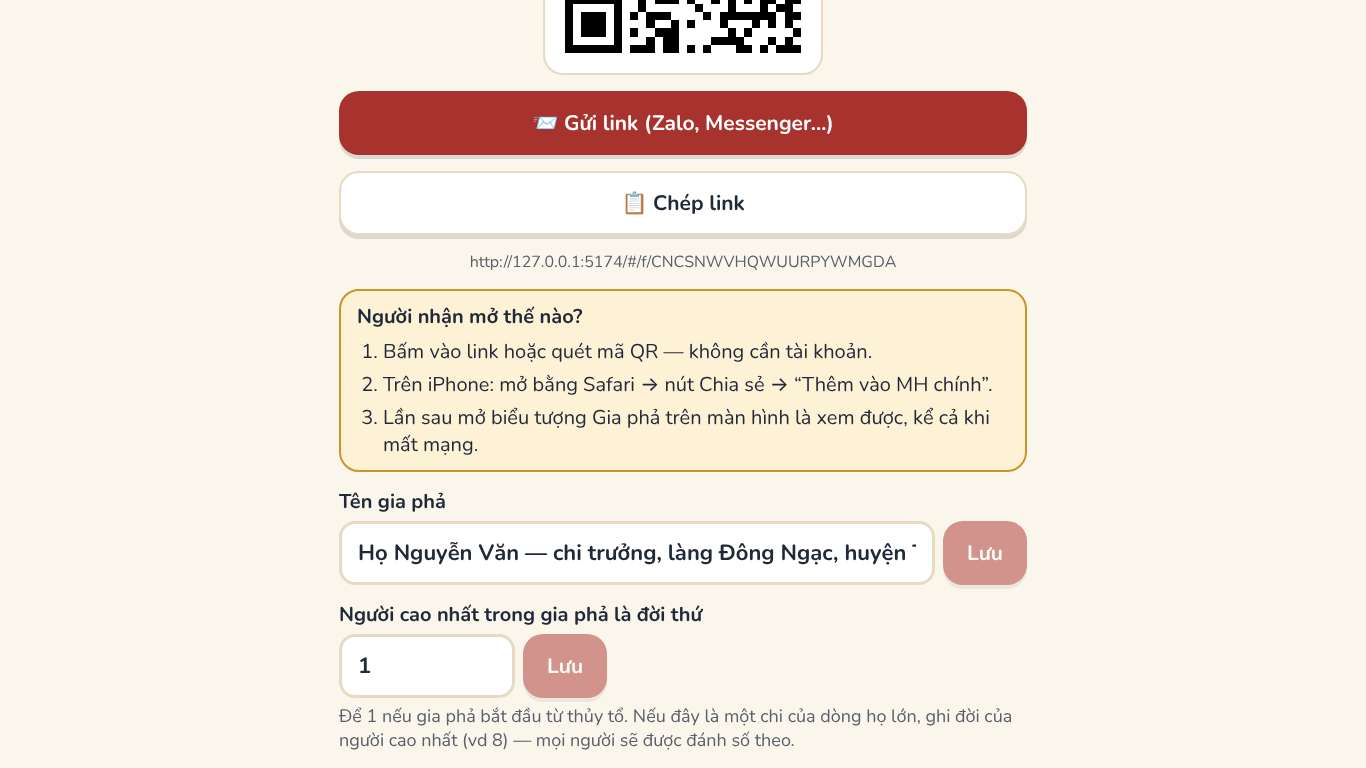 Gửi link (Zalo, Messenger...)
Chép link
http://127.0.0.1:5174/#/f/CNCSNWVHQWUURPYWMGDA
Người nhận mở thế nào?
1. Bấm vào link hoặc quét mã QR — không cần tài khoản.
2. Trên iPhone: mở bằng Safari → nút Chia sẻ → “Thêm vào MH chính”.
3. Lần sau mở biểu tượng Gia phả trên màn hình là xem được, kể cả khi
mất mạng.
Tên gia phả
Họ Nguyễn Văn — chi trưởng, làng Đông Ngạc, huyện
Lưu
Người cao nhất trong gia phả là đời thứ
1
Lưu
Để 1 nếu gia phả bắt đầu từ thủy tổ. Nếu đây là một chi của dòng họ lớn, ghi đời của
người cao nhất (vd 8) — mọi người sẽ được đánh số theo.